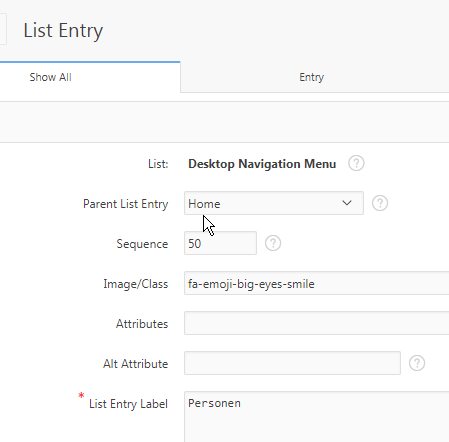 List Entry
Show All
Entry
List: Desktop Navigation Menu ?
Parent List Entry Home ?
Sequence 50 ?
Image/Class fa-emoji-big-eyes-smile
Attributes
Alt Attribute ?
* List Entry Label Personen